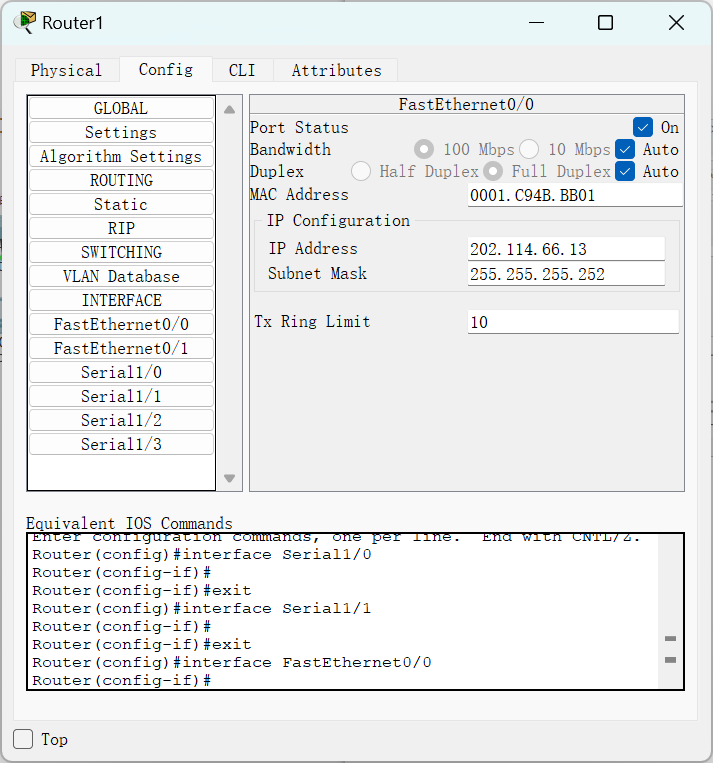 Router1
Physical Config CLI Attributes
GLOBAL
Settings
Algorithm Settings
ROUTING
Static
RIP
SWITCHING
VLAN Database
INTERFACE
FastEthernet0/0
FastEthernet0/1
Serial1/0
Serial1/1
Serial1/2
Serial1/3
FastEthernet0/0
Port Status On
Bandwidth 100 Mbps 10 Mbps Auto
Duplex Half Duplex Full Duplex Auto
MAC Address 0001.C94B.BB01
IP Configuration
IP Address 202.114.66.13
Subnet Mask 255.255.255.252
Tx Ring Limit 10
Equivalent IOS Commands
Enter configuration commands, one per line. End with CNTL/Z.
Router(config)#interface Serial1/0
Router(config-if)#
Router(config-if)#exit
Router(config)#interface Serial1/1
Router(config-if)#
Router(config-if)#exit
Router(config)#interface FastEthernet0/0
Router(config-if)#
Top